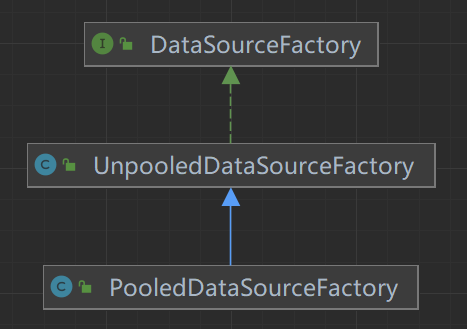 I DataSourceFactory
C UnpooledDataSourceFactory
C PooledDataSourceFactory